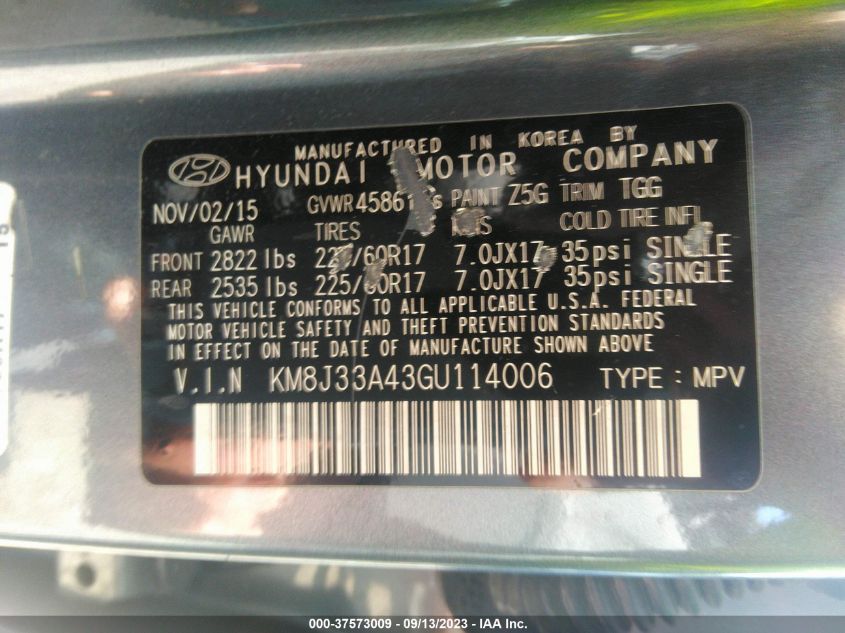 MANUFACTURED IN KOREA BY
HYUNDAI MOTOR COMPANY
NOV/02/15 GVWR PAINT Z5G TRIM TGG
GAWR TIRES COLD TIRE INFL
FRONT 2822 lbs 7.0JX17 35psi SINGLE
REAR 2535 lbs 7.0JX17 35psi SINGLE
THIS VEHICLE CONFORMS TO ALL APPLICABLE U.S.A. FEDERAL
MOTOR VEHICLE SAFETY AND THEFT PREVENTION STANDARDS
IN EFFECT ON THE DATE OF MANUFACTURE SHOWN ABOVE
V.I.N KM8J33A43GU114006 TYPE : MPV
000-37573009 - 09/13/2023 - IAA Inc.